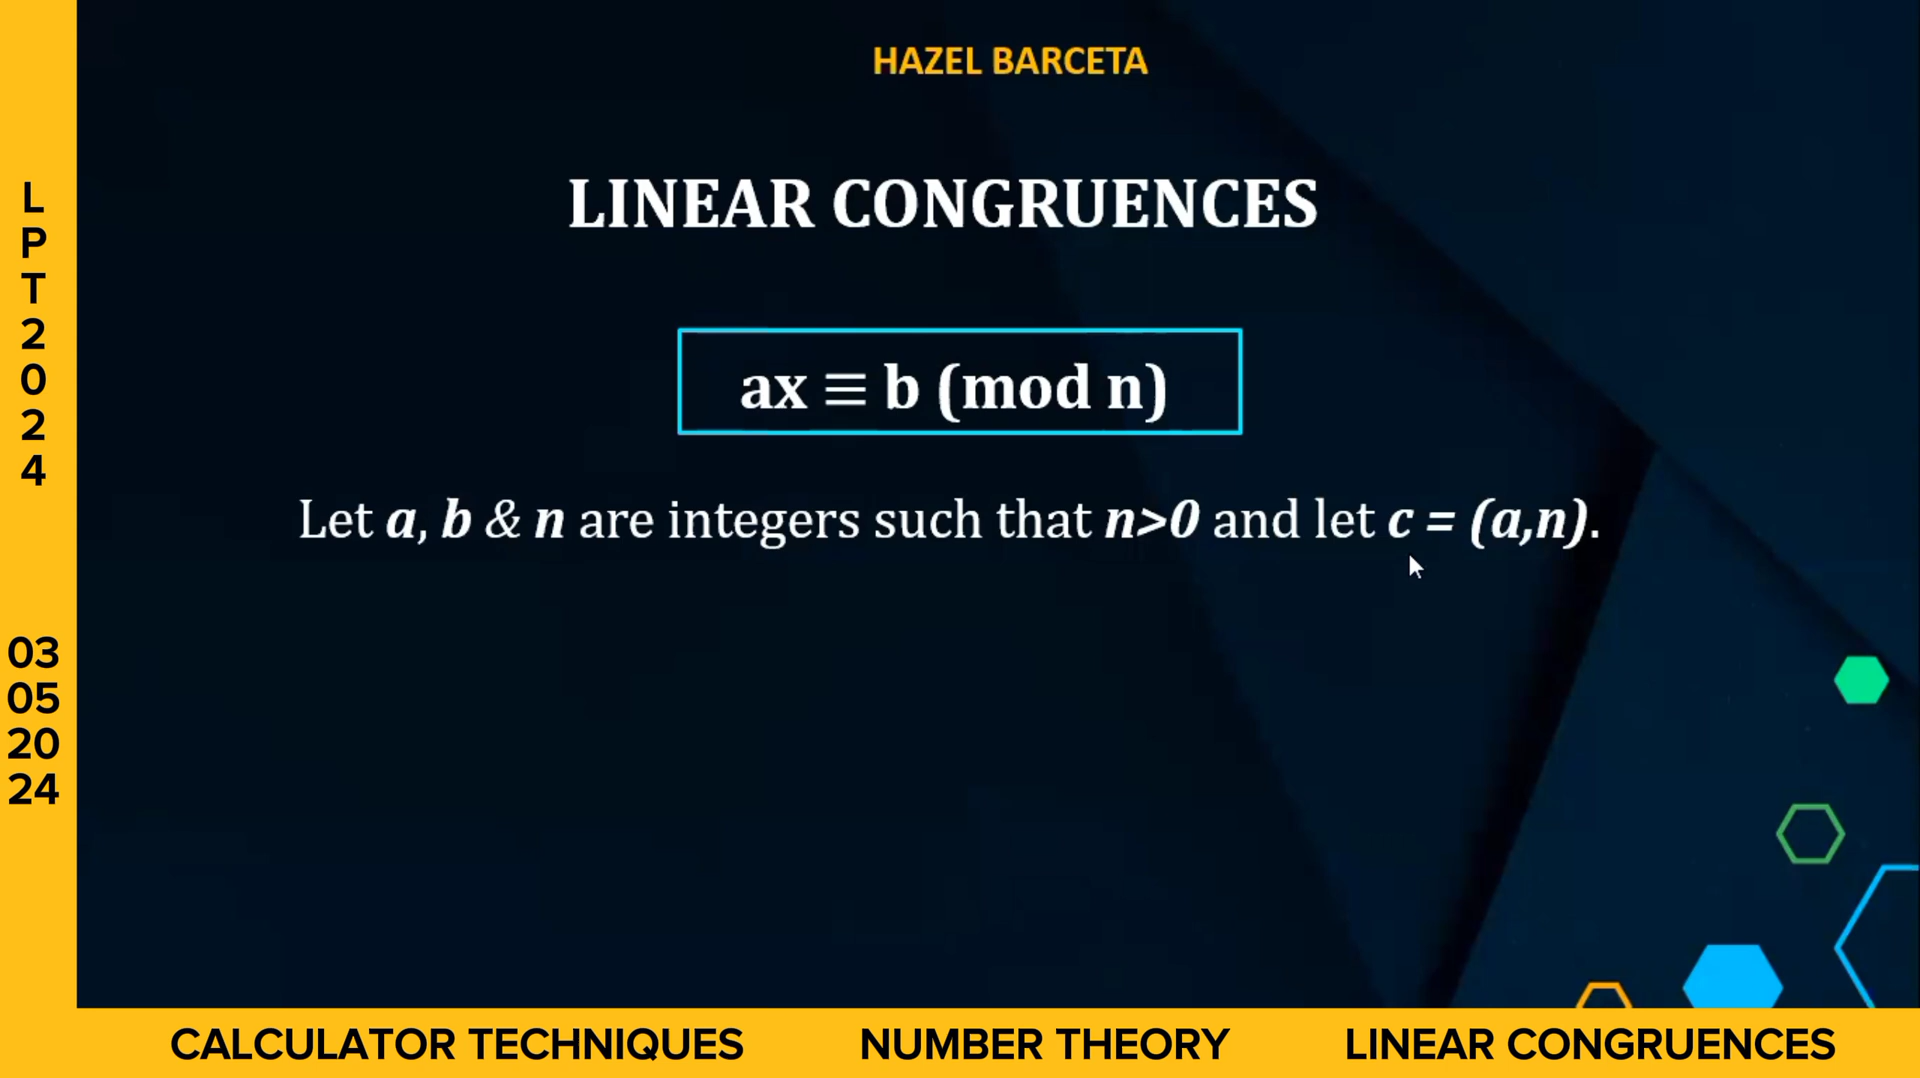 HAZEL BARCETA
LINEAR CONGRUENCES
ax ≡ b (mod n)
Let a, b & n are integers such that n>0 and let c = (a,n).
L
P
T
2
0
2
4
03
05
20
24
CALCULATOR TECHNIQUES NUMBER THEORY LINEAR CONGRUENCES